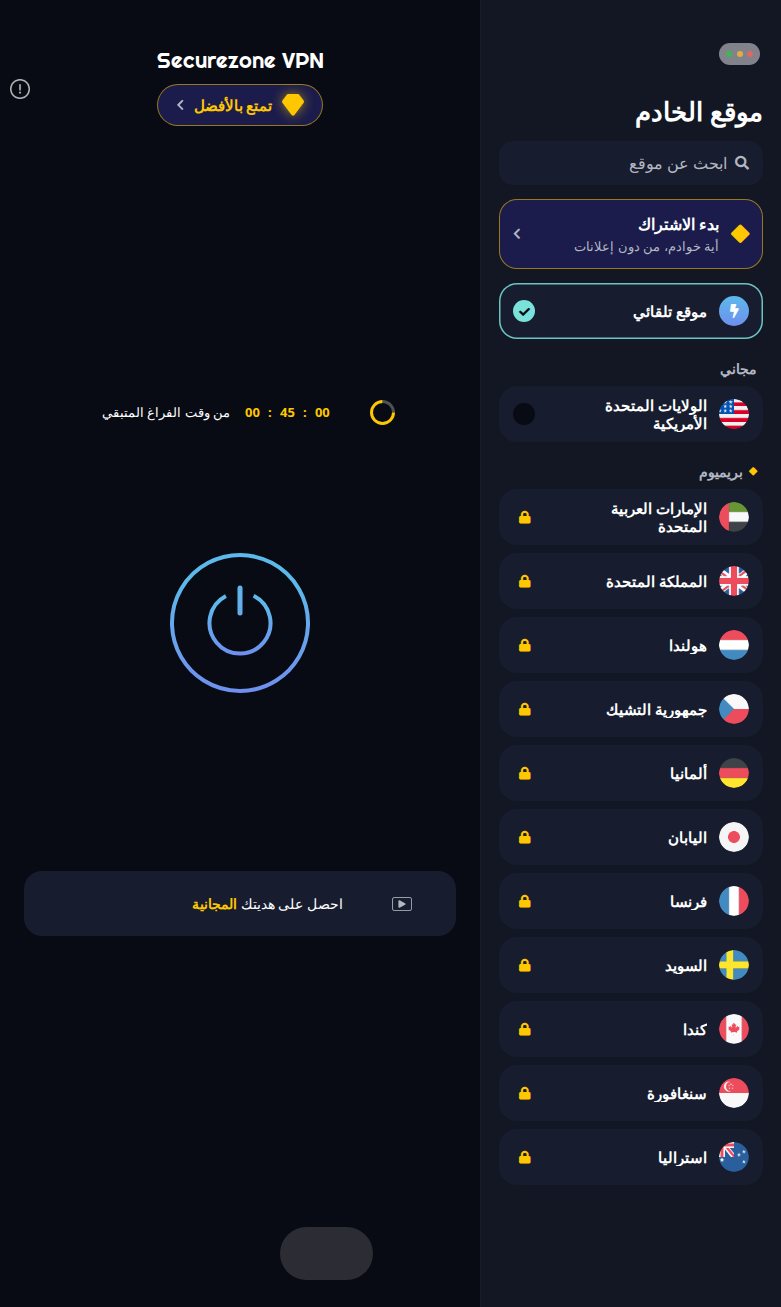 موقع الخادم
ابحث عن موقع
بدء الاشتراك
أية خوادم، من دون إعلانات
موقع تلقائي
مجاني
الولايات المتحدة
الأمريكية
بريميوم
الإمارات العربية
المتحدة
المملكة المتحدة
هولندا
جمهورية التشيك
ألمانيا
اليابان
فرنسا
السويد
كندا
سنغافورة
استراليا
Securezone VPN
تمتع بالأفضل
00 : 45 : 00 من وقت الفراغ المتبقي
احصل على هديتك المجانية